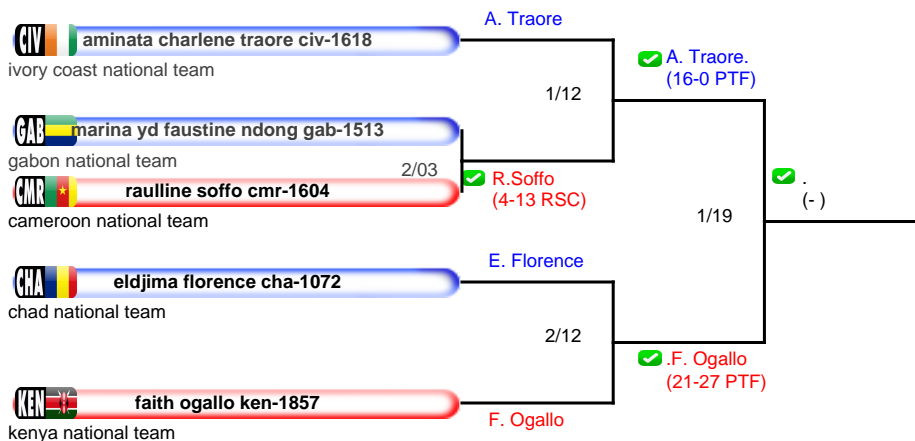 A. Traore
CIV aminata charlene traore civ-1618
ivory coast national team
A. Traore.
(16-0 PTF)
1/12
GAB marina yd faustine ndong gab-1513
gabon national team
2/03
R.Soffo
(4-13 RSC)
CMR raulline soffo cmr-1604
cameroon national team
.
(- )
1/19
E. Florence
CHA eldjima florence cha-1072
chad national team
2/12
.F. Ogallo
(21-27 PTF)
KEN faith ogallo ken-1857
F. Ogallo
kenya national team